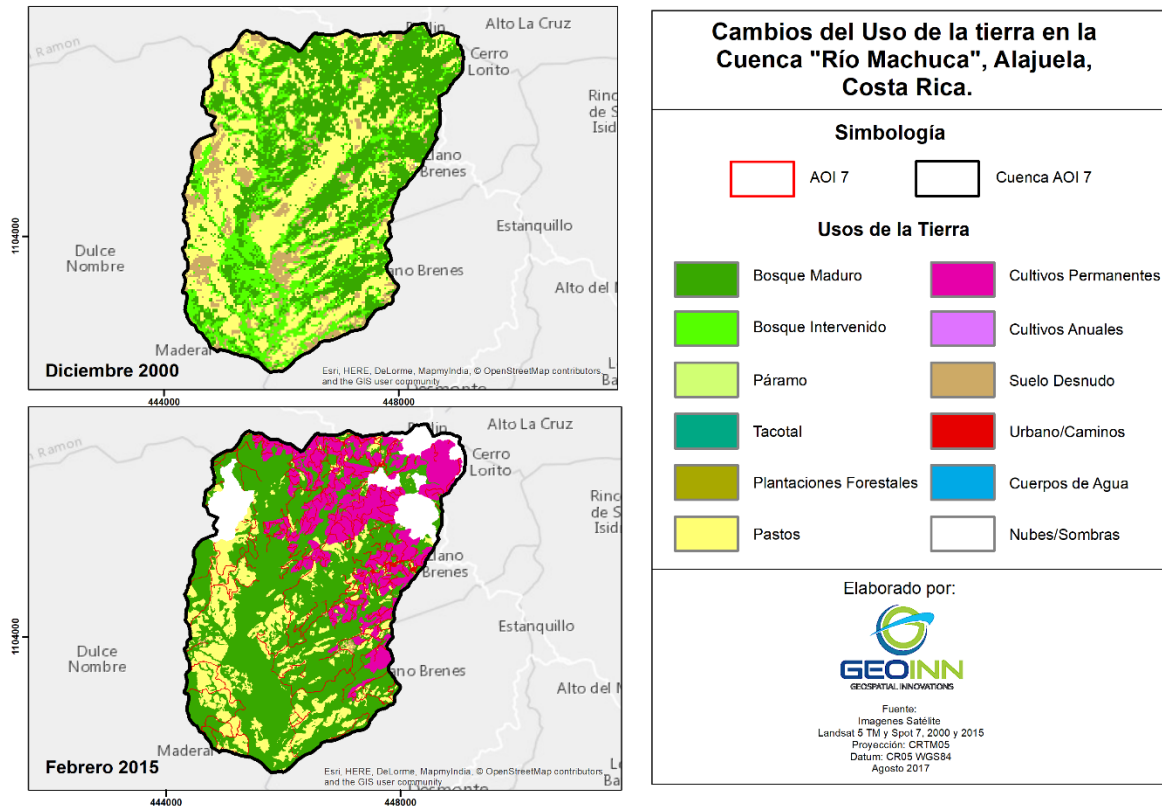 Alto La Cruz
Cerro
Lorito
Brenes
Estanquillo
Dulce
Nombre
Brenes
Alto del
Maderal
Diciembre 2000
Esri, HERE, DeLorme, MapmyIndia, © OpenStreetMap contributors,
and the GIS user community
1104000
444000
448000
Alto La Cruz
Cerro
Lorito
Brenes
Estanquillo
Dulce
Nombre
Brenes
Alto del
Maderal
Febrero 2015
Esri, HERE, DeLorme, MapmyIndia, © OpenStreetMap contributors,
and the GIS user community
1104000
444000
448000
Cambios del Uso de la tierra en la
Cuenca "Río Machuca", Alajuela,
Costa Rica.
Simbología
AOI 7
Cuenca AOI 7
Usos de la Tierra
Bosque Maduro
Bosque Intervenido
Páramo
Tacotal
Plantaciones Forestales
Pastos
Cultivos Permanentes
Cultivos Anuales
Suelo Desnudo
Urbano/Caminos
Cuerpos de Agua
Nubes/Sombras
Elaborado por:
GEOINN
GEOSPATIAL INNOVATIONS
Fuente:
Imagenes Satélite
Landsat 5 TM y Spot 7, 2000 y 2015
Proyección: CRTM05
Datum: CR05 WGS84
Agosto 2017